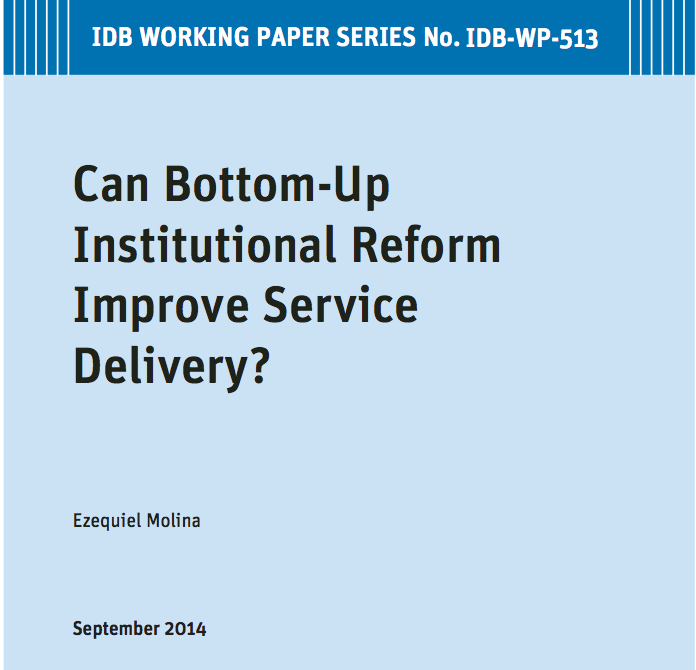 IDB WORKING PAPER SERIES No. IDB-WP-513
Can Bottom-Up
Institutional Reform
Improve Service
Delivery?
Ezequiel Molina
September 2014